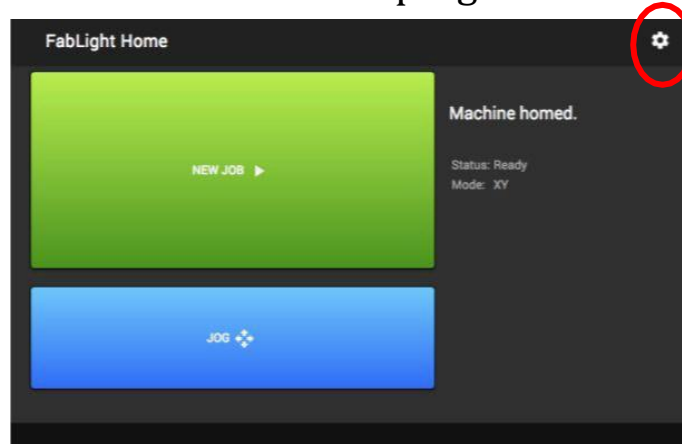 FabLight Home
Machine homed.
NEW JOB
Status: Ready
Mode: XY
JOG